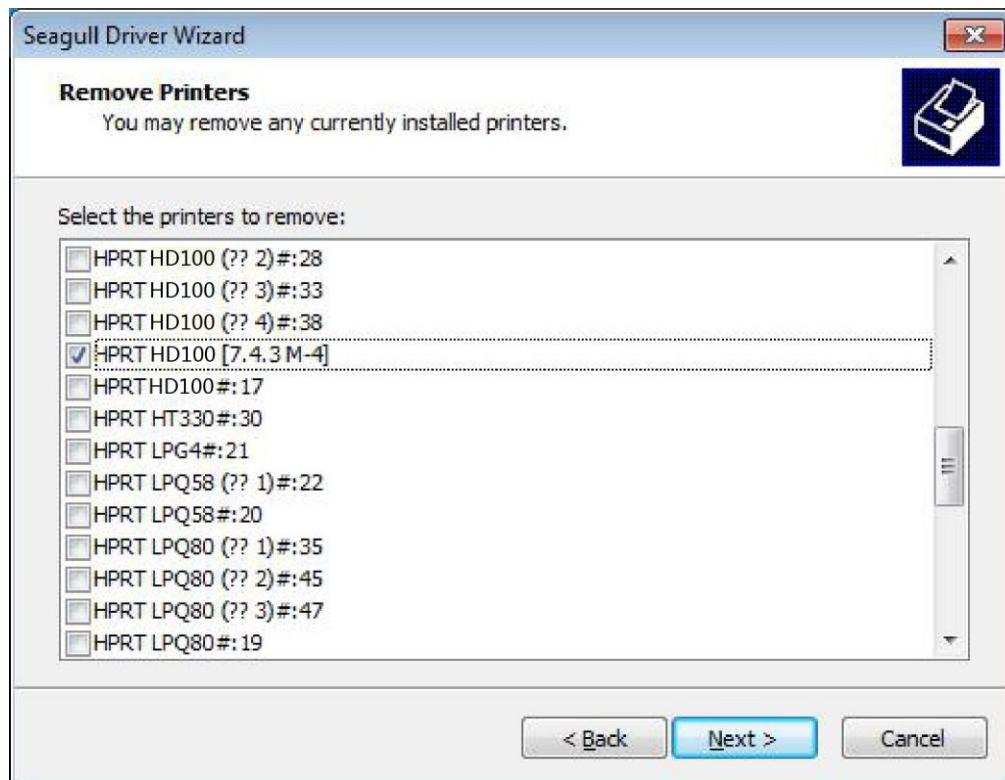 Seagull Driver Wizard
Remove Printers
You may remove any currently installed printers.
Select the printers to remove:
HPRT HD100 (?? 2)#:28
HPRT HD100 (?? 3)#:33
HPRT HD100 (?? 4)#:38
HPRT HD100 [7.4.3 M-4]
HPRT HD100#:17
HPRT HT330#:30
HPRT LPG4#:21
HPRT LPQ58 (?? 1)#:22
HPRT LPQ58#:20
HPRT LPQ80 (?? 1)#:35
HPRT LPQ80 (?? 2)#:45
HPRT LPQ80 (?? 3)#:47
HPRT LPQ80#:19
< Back Next > Cancel